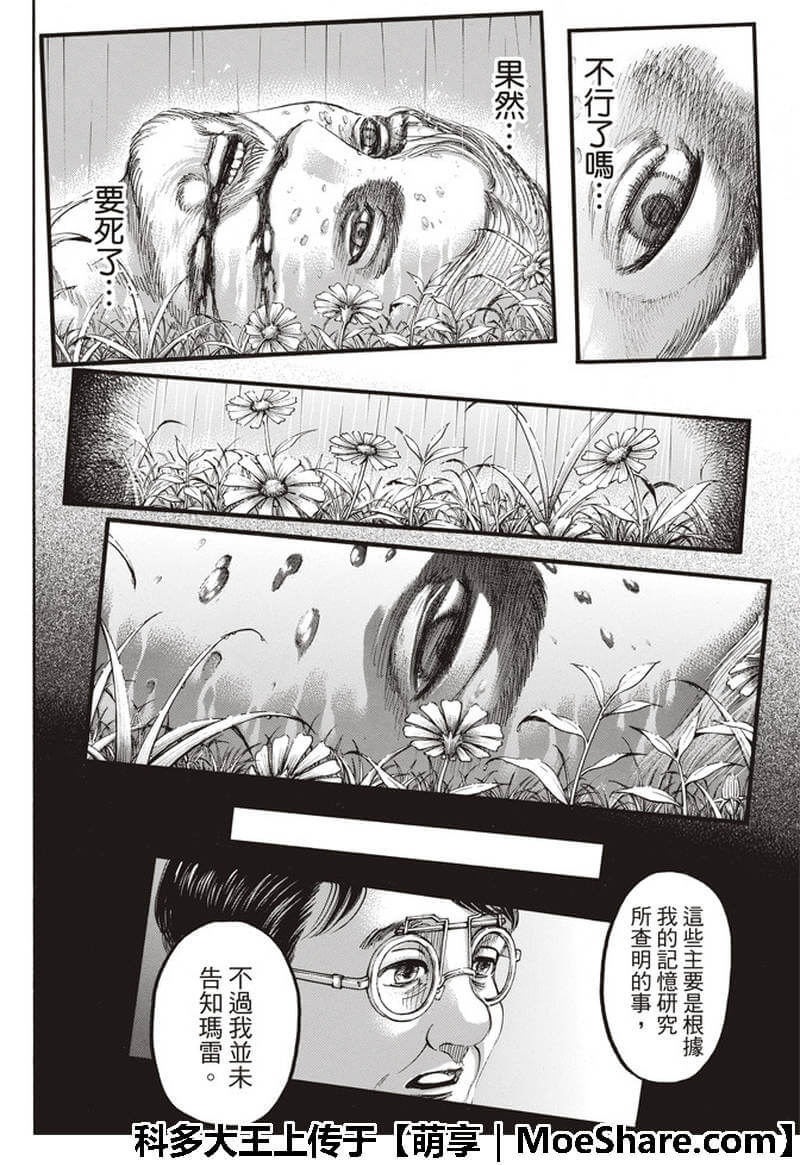 不行了嗎…
果然…
要死了…
這些主要是根據
我的記憶研究
所查明的事，
不過我並未
告知瑪雷。
科多大王上传于【萌享｜MoeShare.com】